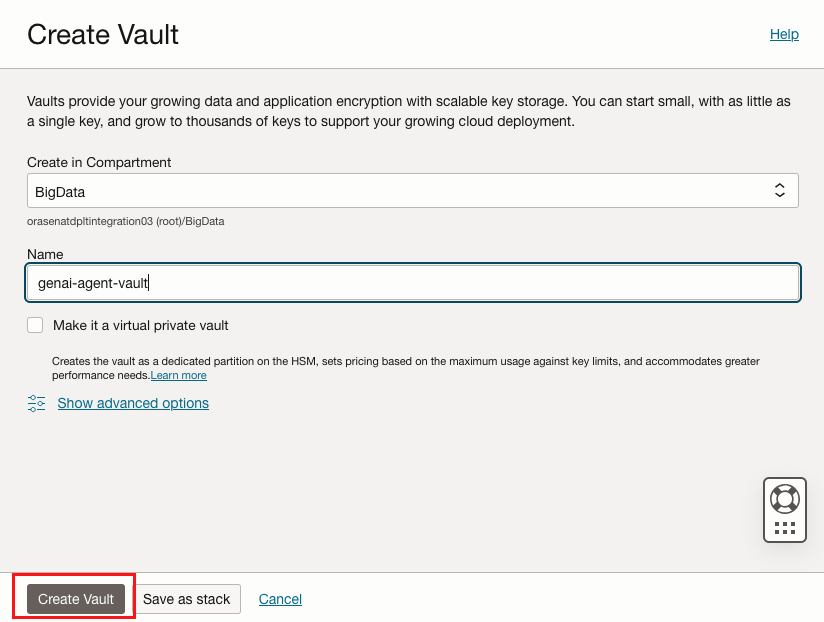 Create Vault
Help
Vaults provide your growing data and application encryption with scalable key storage. You can start small, with as little as
a single key, and grow to thousands of keys to support your growing cloud deployment.
Create in Compartment
BigData
orasenatdpltintegration03 (root)/BigData
Name
genai-agent-vault
Make it a virtual private vault
Creates the vault as a dedicated partition on the HSM, sets pricing based on the maximum usage against key limits, and accommodates greater
performance needs.Learn more
Show advanced options
Create Vault
Save as stack
Cancel